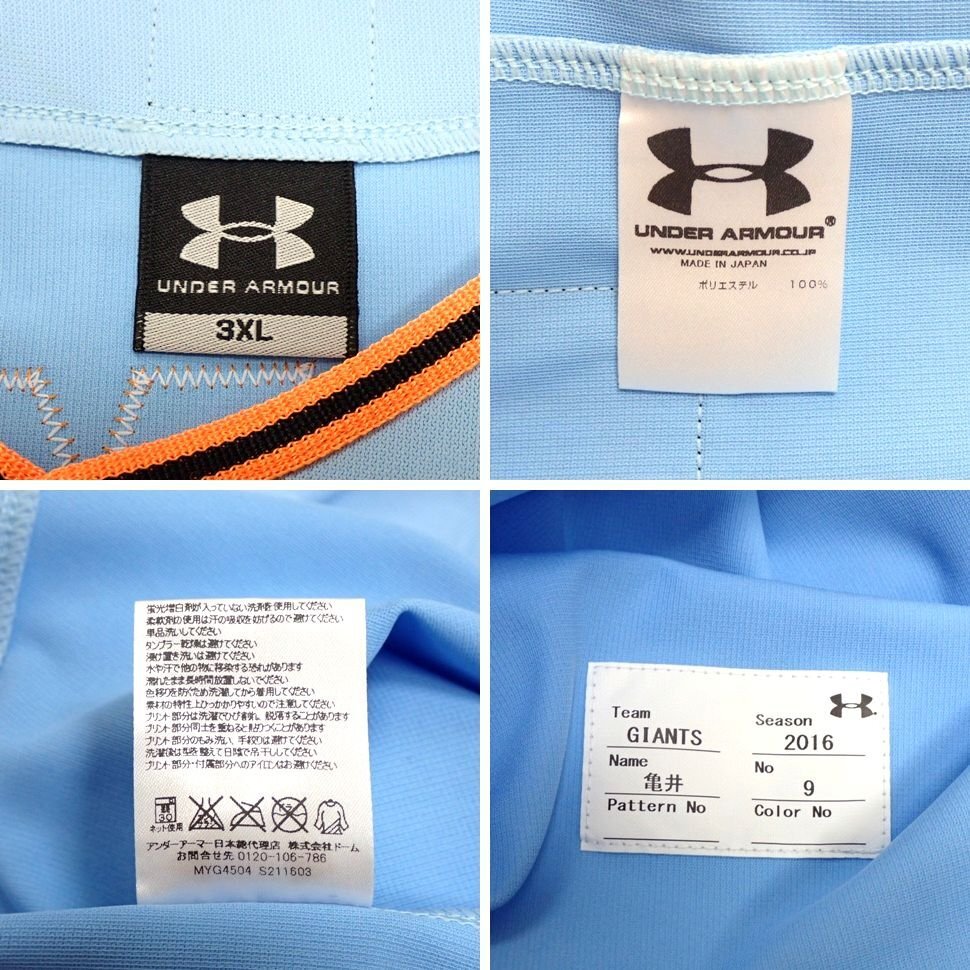 UNDER ARMOUR
3XL
UNDER ARMOUR®
WWW.UNDERARMOUR.CO.JP
MADE IN JAPAN
ポリエステル 100%
蛍光増白剤が入っていない洗剤を使用してください
柔軟剤の使用は汗の吸収を妨げるので避けてください
単品洗いしてください
タンブラー乾燥は避けてください
浸け置き洗いは避けてください
水や汗で他の物に移染する恐れがあります
濡れたまま長時間放置しないでください
色移りを防ぐため洗濯してから着用してください
素材の特性上ひっかかりやすいので注意してください
プリント部分は洗濯でひび割れ、脱落することがあります
プリント部分同士を重ねると貼りつくことがあります
プリント部分のもみ洗い、手絞りは避けてください
洗濯後は型を整えて日陰で吊干ししてください
プリント部分・付属部分へのアイロンはお避けください
30
ネット使用
アンダーアーマー日本総代理店 株式会社ドーム
お問合せ先 0120-106-786
MYG4504 S211603
Team GIANTS
Season 2016
Name 亀井
No 9
Pattern No
Color No